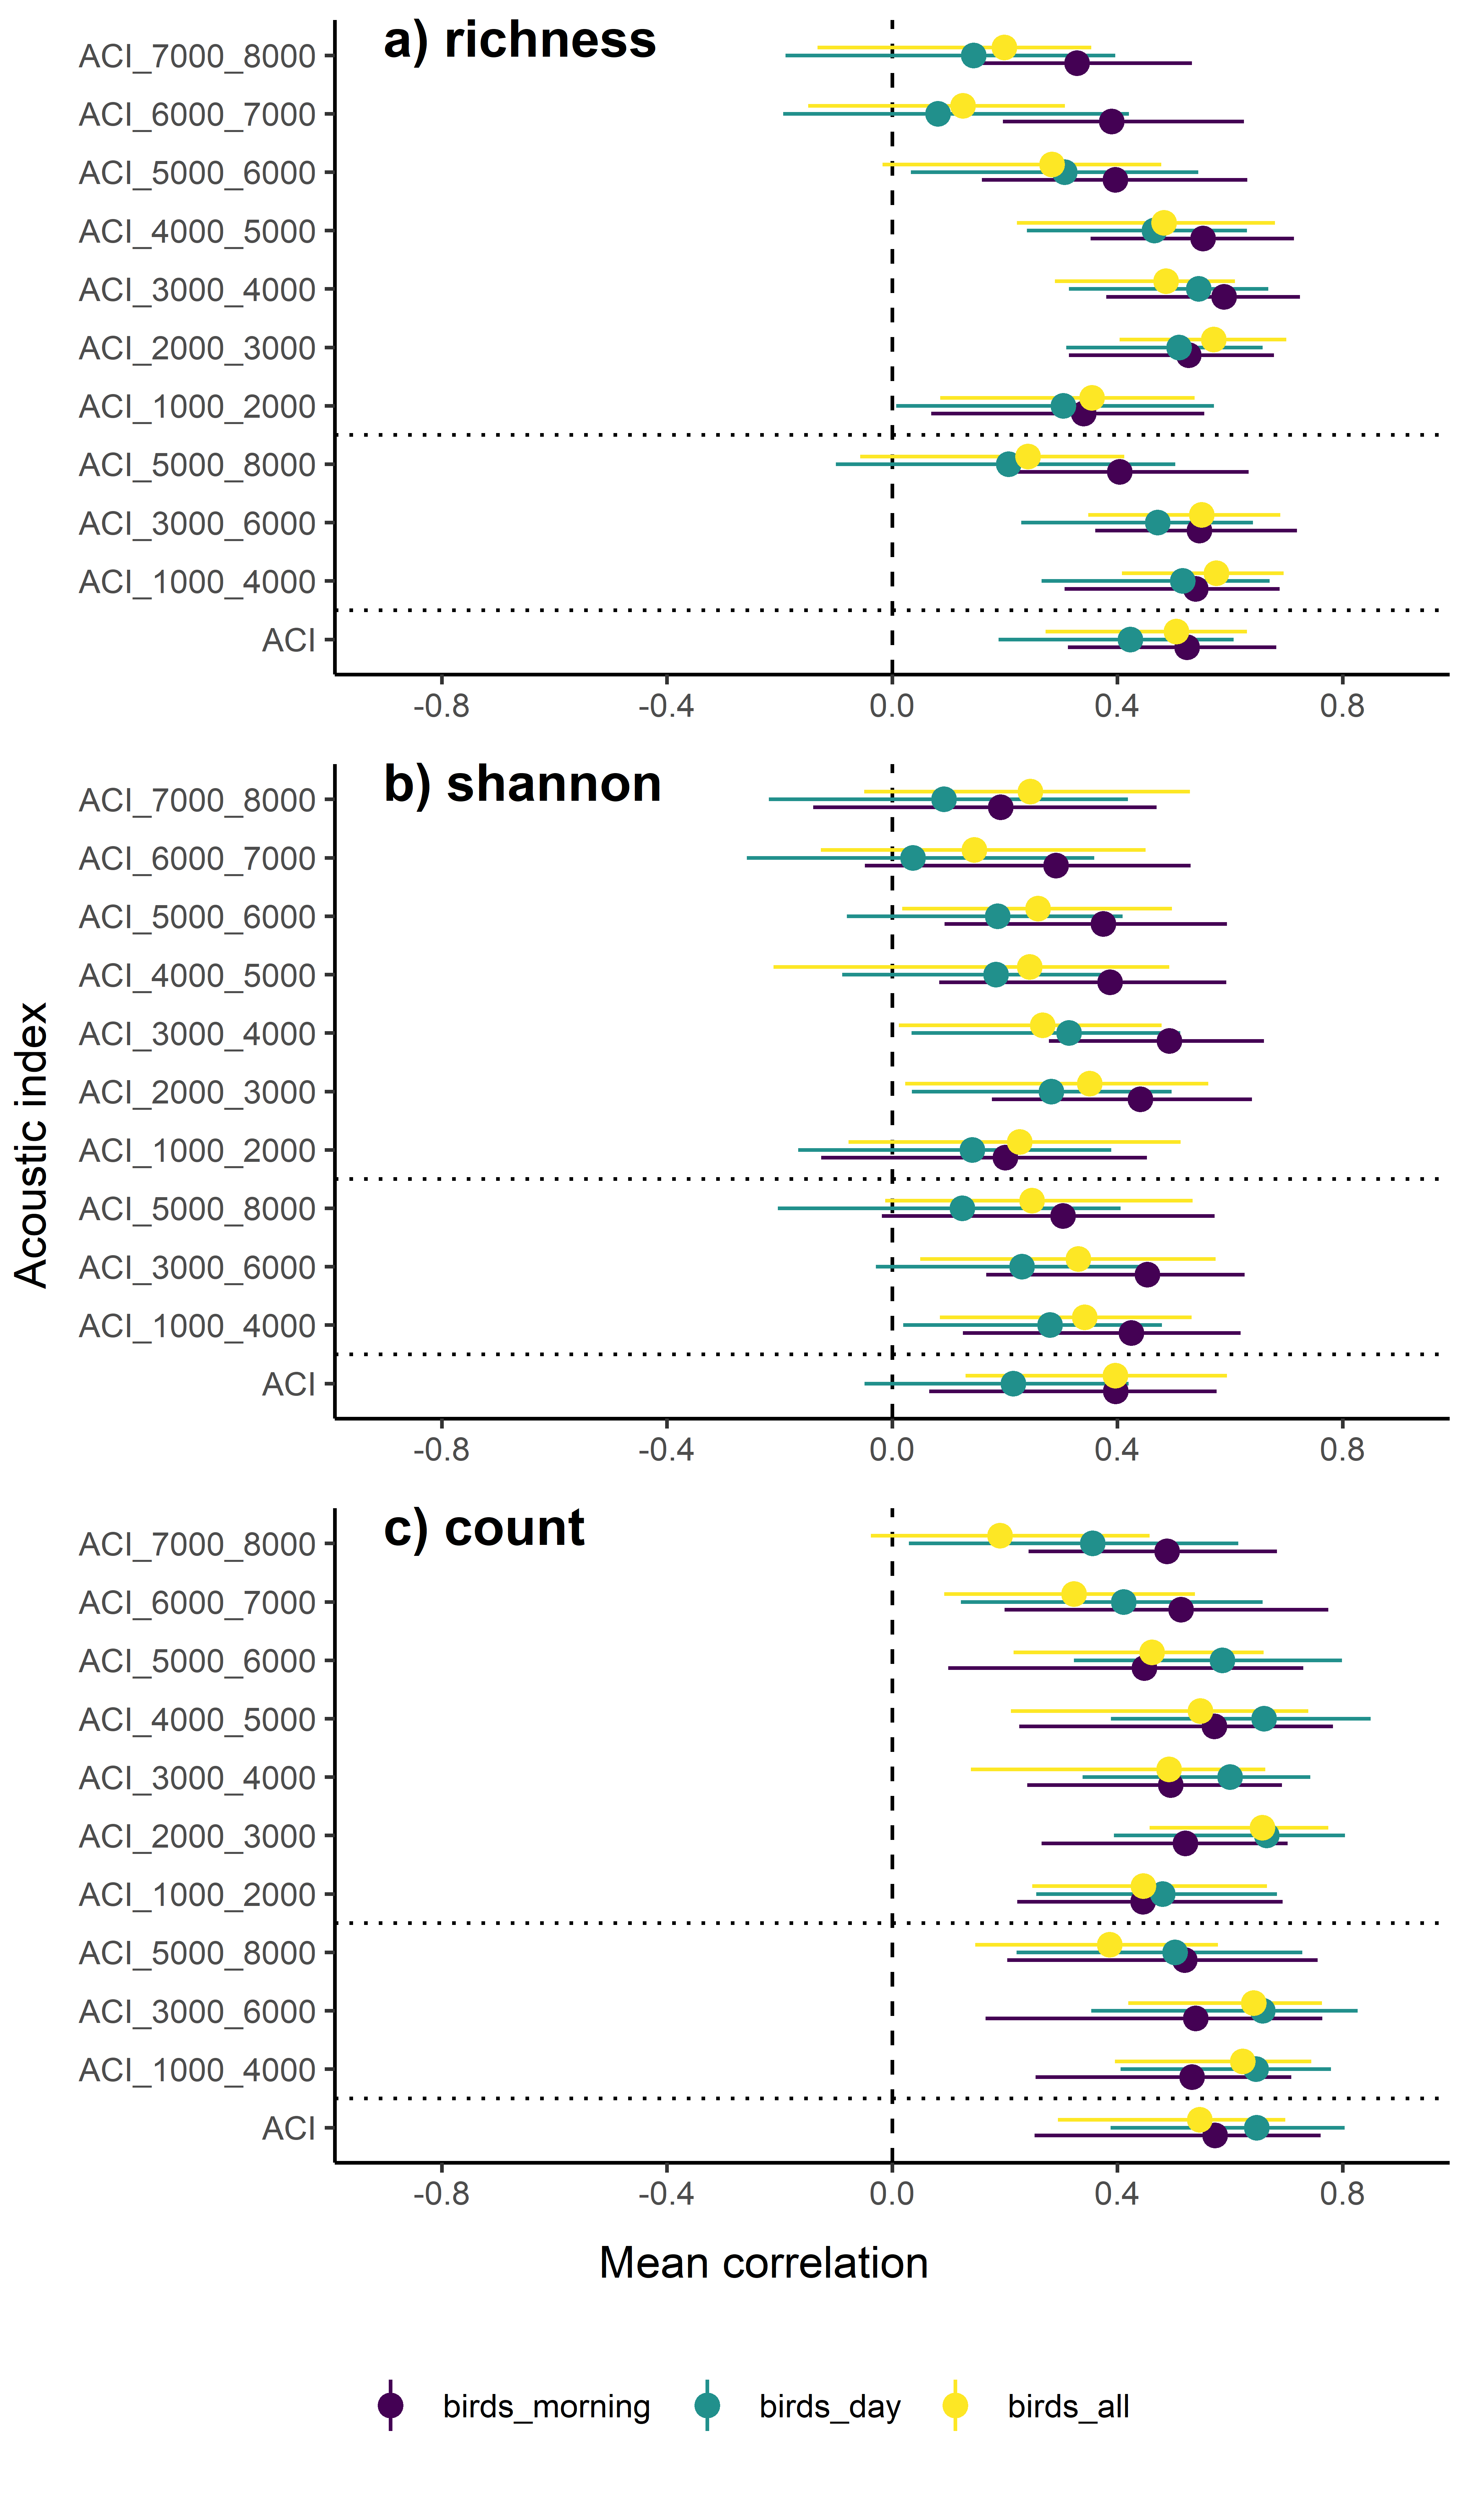 a) richness
ACI_7000_8000
ACI_6000_7000
ACI_5000_6000
ACI_4000_5000
ACI_3000_4000
ACI_2000_3000
ACI_1000_2000
ACI_5000_8000
ACI_3000_6000
ACI_1000_4000
ACI
-0.8 -0.4 0.0 0.4 0.8
b) shannon
ACI_7000_8000
ACI_6000_7000
ACI_5000_6000
ACI_4000_5000
ACI_3000_4000
ACI_2000_3000
ACI_1000_2000
ACI_5000_8000
ACI_3000_6000
ACI_1000_4000
ACI
-0.8 -0.4 0.0 0.4 0.8
Acoustic index
c) count
ACI_7000_8000
ACI_6000_7000
ACI_5000_6000
ACI_4000_5000
ACI_3000_4000
ACI_2000_3000
ACI_1000_2000
ACI_5000_8000
ACI_3000_6000
ACI_1000_4000
ACI
-0.8 -0.4 0.0 0.4 0.8
Mean correlation
birds_morning birds_day birds_all